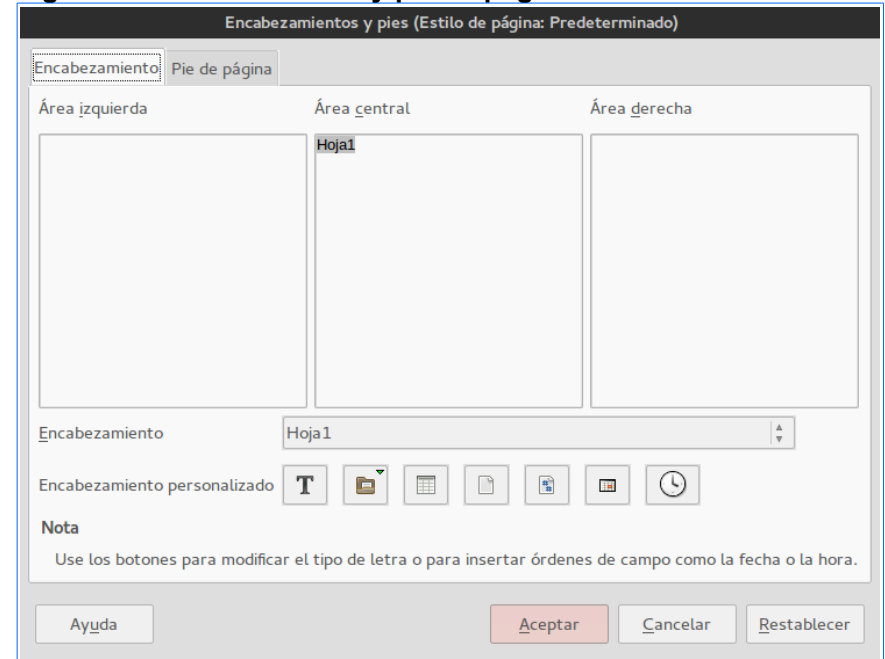 Encabezamientos y pies (Estilo de página: Predeterminado)
Encabezamiento Pie de página
Área izquierda Área central Área derecha
Hoja1
Encabezamiento Hoja1
Encabezamiento personalizado T
Nota
Use los botones para modificar el tipo de letra o para insertar órdenes de campo como la fecha o la hora.
Ayuda Aceptar Cancelar Restablecer